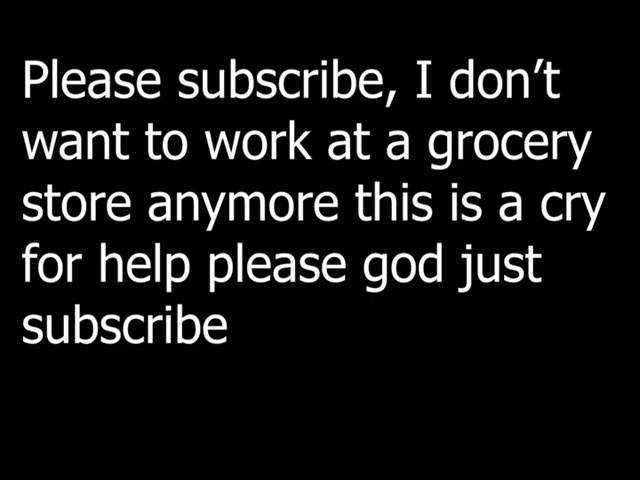 Please subscribe, I don’t
want to work at a grocery
store anymore this is a cry
for help please god just
subscribe